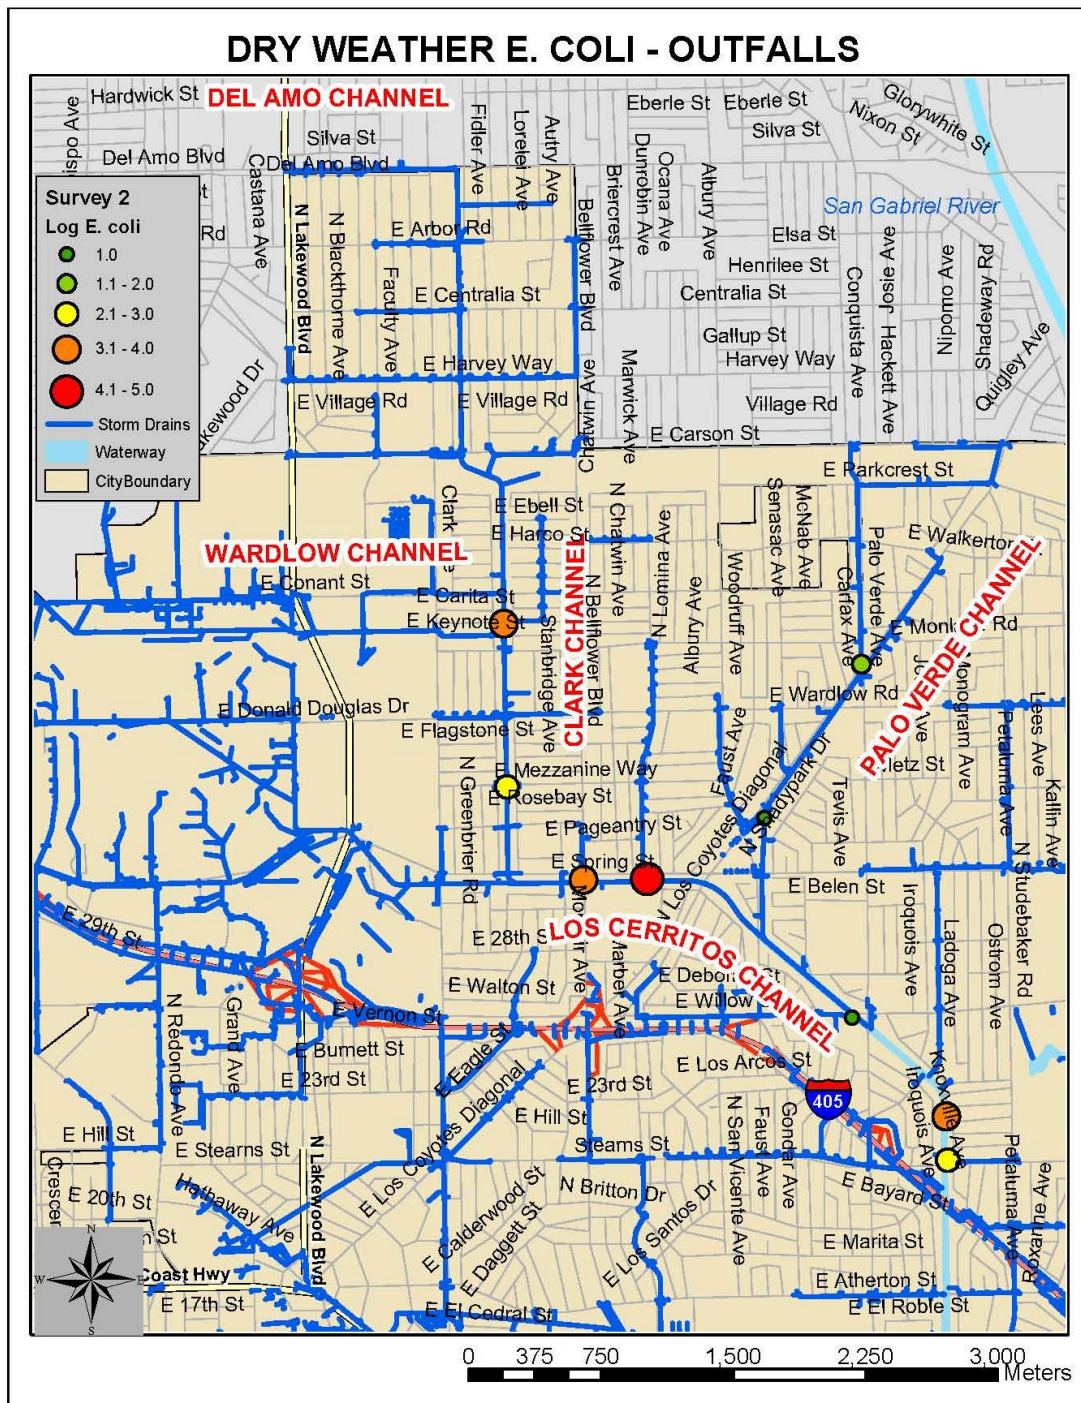 DRY WEATHER E. COLI - OUTFALLS
Hardwick St
DEL AMO CHANNEL
Eberle St
Eberle St
Glorywhite St
Nixon St
Silva St
Silva St
Del Amo Blvd
Del Amo Blvd
Castana Ave
Fidler Ave
Lorelei Ave
Autry Ave
Dunrobin Ave
Ocana Ave
Albury Ave
Briercrest Ave
Bellflower Blvd
San Gabriel River
Survey 2
Log E. coli
1.0
1.1 - 2.0
2.1 - 3.0
3.1 - 4.0
4.1 - 5.0
Storm Drains
Waterway
CityBoundary
N Lakewood Blvd
N Blackthorne Ave
Faculty Ave
E Arbor Rd
E Centralia St
E Harvey Way
E Village Rd
E Village Rd
Elsa St
Henrilee St
Centralia St
Gallup St
Harvey Way
Village Rd
E Carson St
Conquista Ave
Josie Ave
Hackett Ave
Nipomo Ave
Shadeway Rd
Quigley Ave
Chatwin Ave
Marwick Ave
E Parkcrest St
E Ebell St
E Harco St
WARDLOW CHANNEL
E Conant St
E Carita St
E Keynote St
Stanbridge Ave
CLARK CHANNEL
N Bellflower Blvd
N Chatwin Ave
N Lomina Ave
Albury Ave
Woodruff Ave
Senasac Ave
McNab Ave
Carfax Ave
Palo Verde Ave
PALO VERDE CHANNEL
E Wardlow Rd
Monogram Ave
Petaluma Ave
Lees Ave
Kallin Ave
E Donald Douglas Dr
E Flagstone St
N Greenbrier Rd
E Mezzanine Way
E Rosebay St
E Pageantry St
E Spring St
Faust Ave
N Los Coyotes Diagonal
N Shadypark Dr
Tevis Ave
Metz St
E Belen St
N Studebaker Rd
Iroquois Ave
Ladoga Ave
Ostrom Ave
E 29th St
E 28th St
LOS CERRITOS CHANNEL
Marber Ave
E Walton St
E Willow St
E Vernon St
N Redondo Ave
Grand Ave
E Burnett St
E 23rd St
E Eagle St
E Los Coyotes Diagonal
E 23rd St
E Hill St
Stearns St
E Los Arcos St
405
Knoxville Ave
Iroquois Ave
N San Vicente Ave
Faust Ave
Gondar Ave
E Hill St
E Stearns St
N Lakewood Blvd
E 20th St
Hathaway Ave
N Britton Dr
E Calderwood St
E Daggett St
E Los Santos Dr
E Bayard St
Petaluma Ave
Roxanne Ave
E Marita St
E Atherton St
E El Roble St
E El Cedral St
Coast Hwy
E 17th St
N
W
E
S
0 375 750 1,500 2,250 3,000
Meters